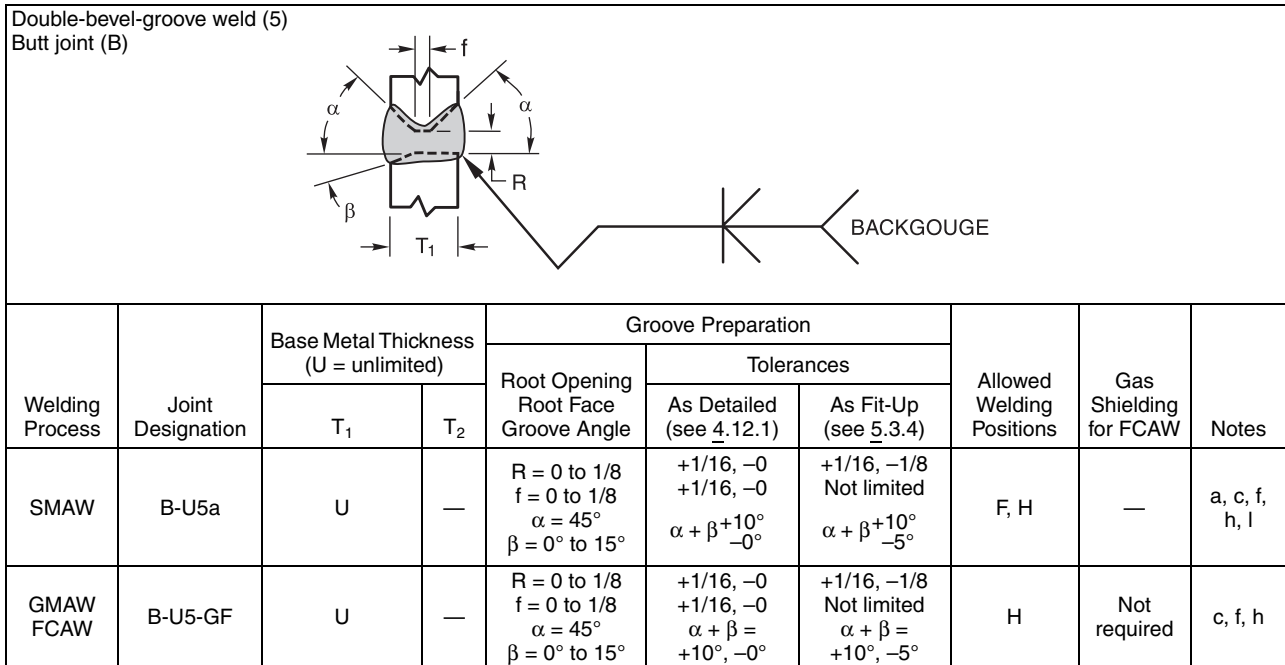 Double-bevel-groove weld (5)
Butt joint (B)
f
α
α
R
β
T₁
BACKGOUGE
Welding Process
Joint Designation
Base Metal Thickness (U = unlimited)
T₁
T₂
Groove Preparation
Root Opening
Root Face
Groove Angle
Tolerances
As Detailed (see 4.12.1)
As Fit-Up (see 5.3.4)
Allowed Welding Positions
Gas Shielding for FCAW
Notes
SMAW
B-U5a
U
—
R = 0 to 1/8
f = 0 to 1/8
α = 45°
β = 0° to 15°
+1/16, –0
+1/16, –0
α + β +10° –0°
+1/16, –1/8
Not limited
α + β +10° –5°
F, H
—
a, c, f, h, l
GMAW
FCAW
B-U5-GF
U
—
R = 0 to 1/8
f = 0 to 1/8
α = 45°
β = 0° to 15°
+1/16, –0
+1/16, –0
α + β =
+10°, –0°
+1/16, –1/8
Not limited
α + β =
+10°, –5°
H
Not required
c, f, h